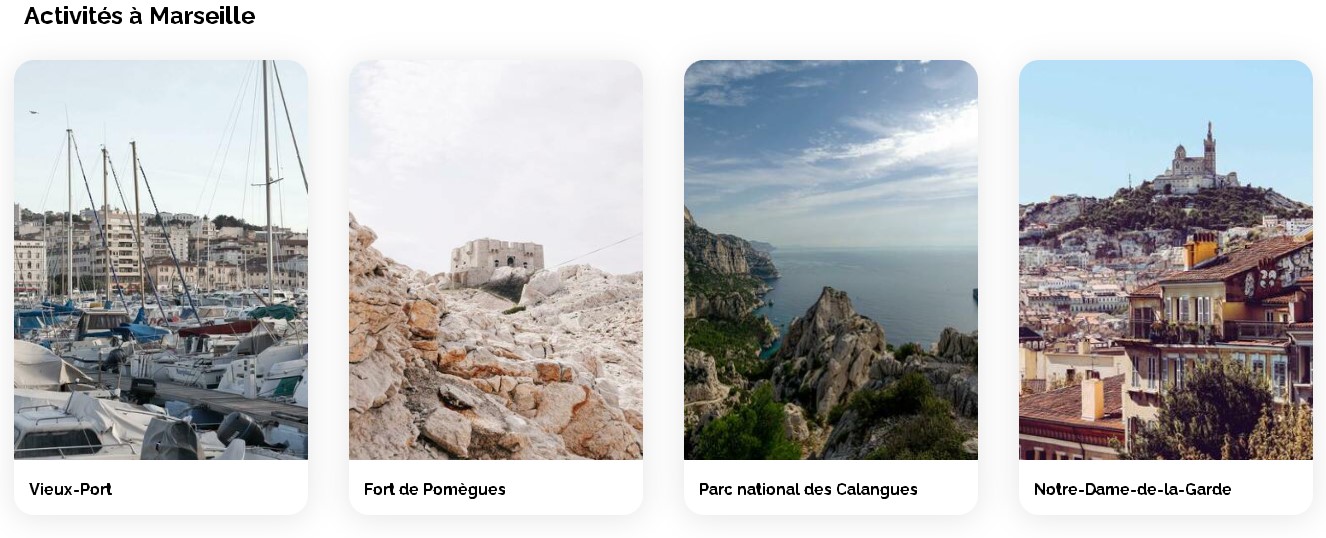 Activités à Marseille
Vieux-Port
Fort de Pomègues
Parc national des Calangues
Notre-Dame-de-la-Garde